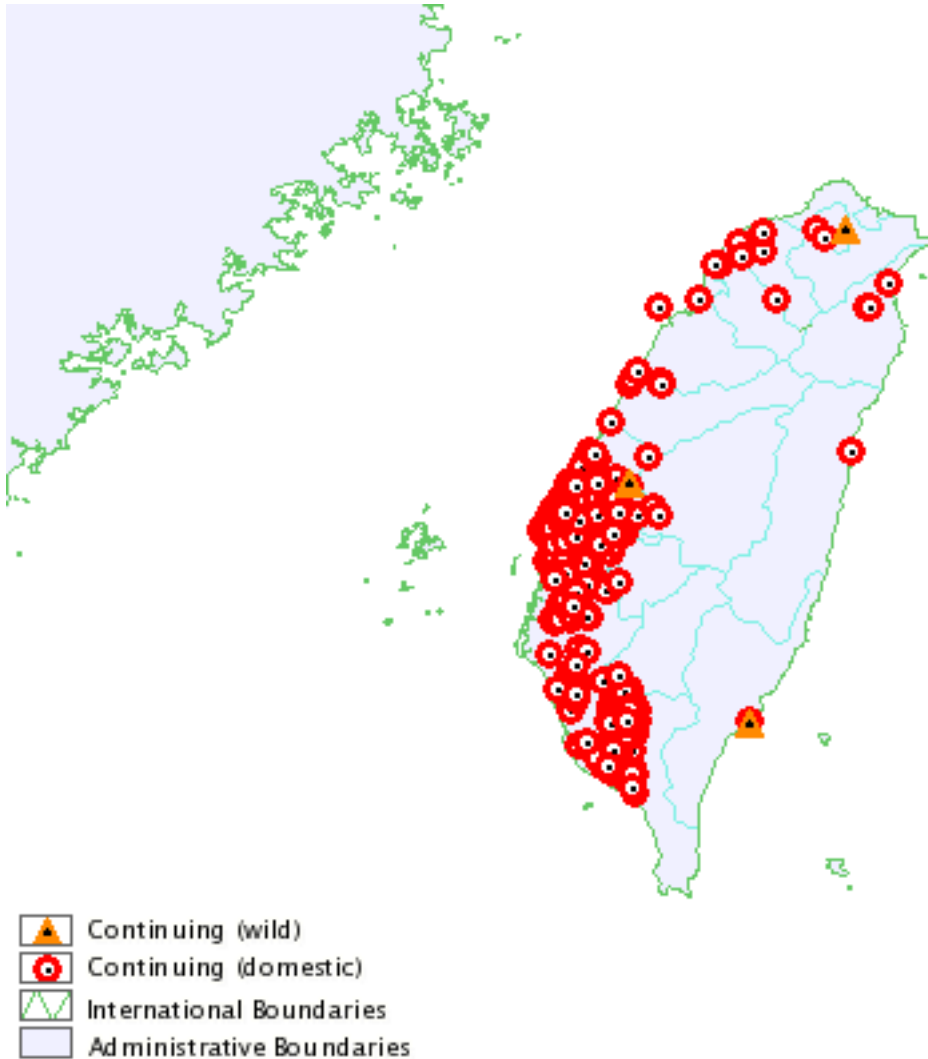 Continuing (wild)
Continuing (domestic)
International Boundaries
Administrative Boundaries